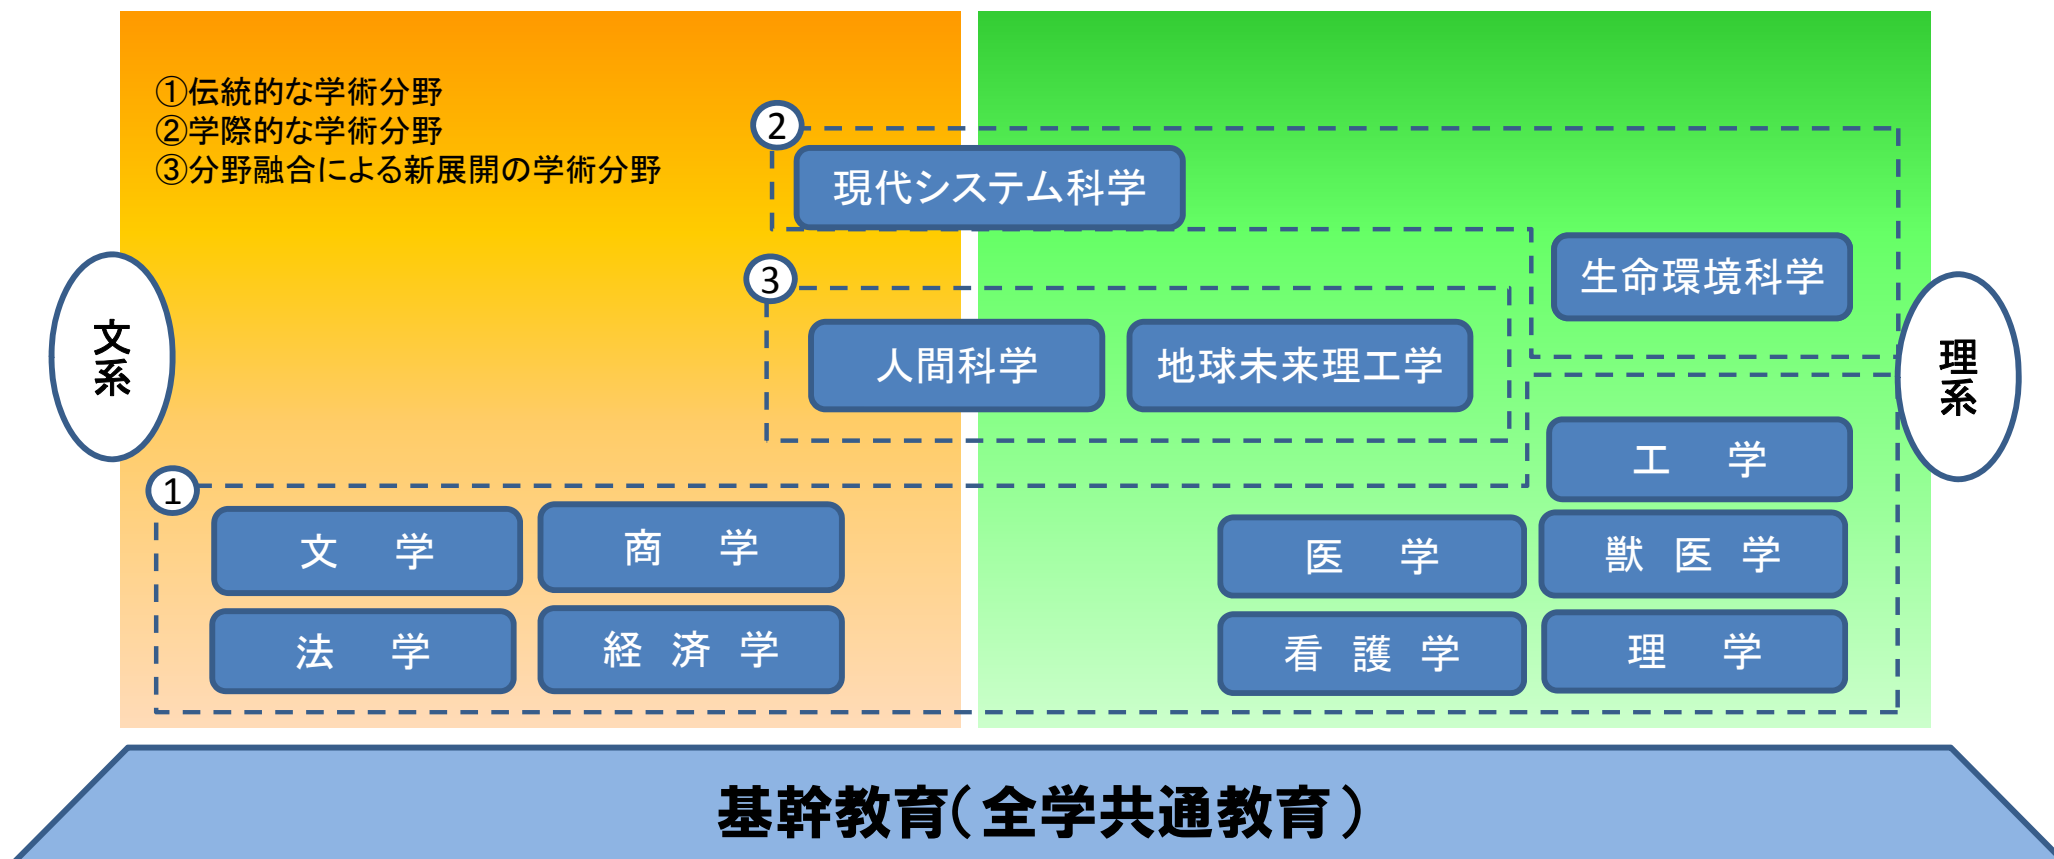 ①伝統的な学術分野
②学際的な学術分野
③分野融合による新展開の学術分野
2
現代システム科学
生命環境科学
3
人間科学
地球未来理工学
文系
理系
1
工 学
文 学
商 学
医 学
獣 医 学
法 学
経 済 学
看 護 学
理 学
基幹教育(全学共通教育)